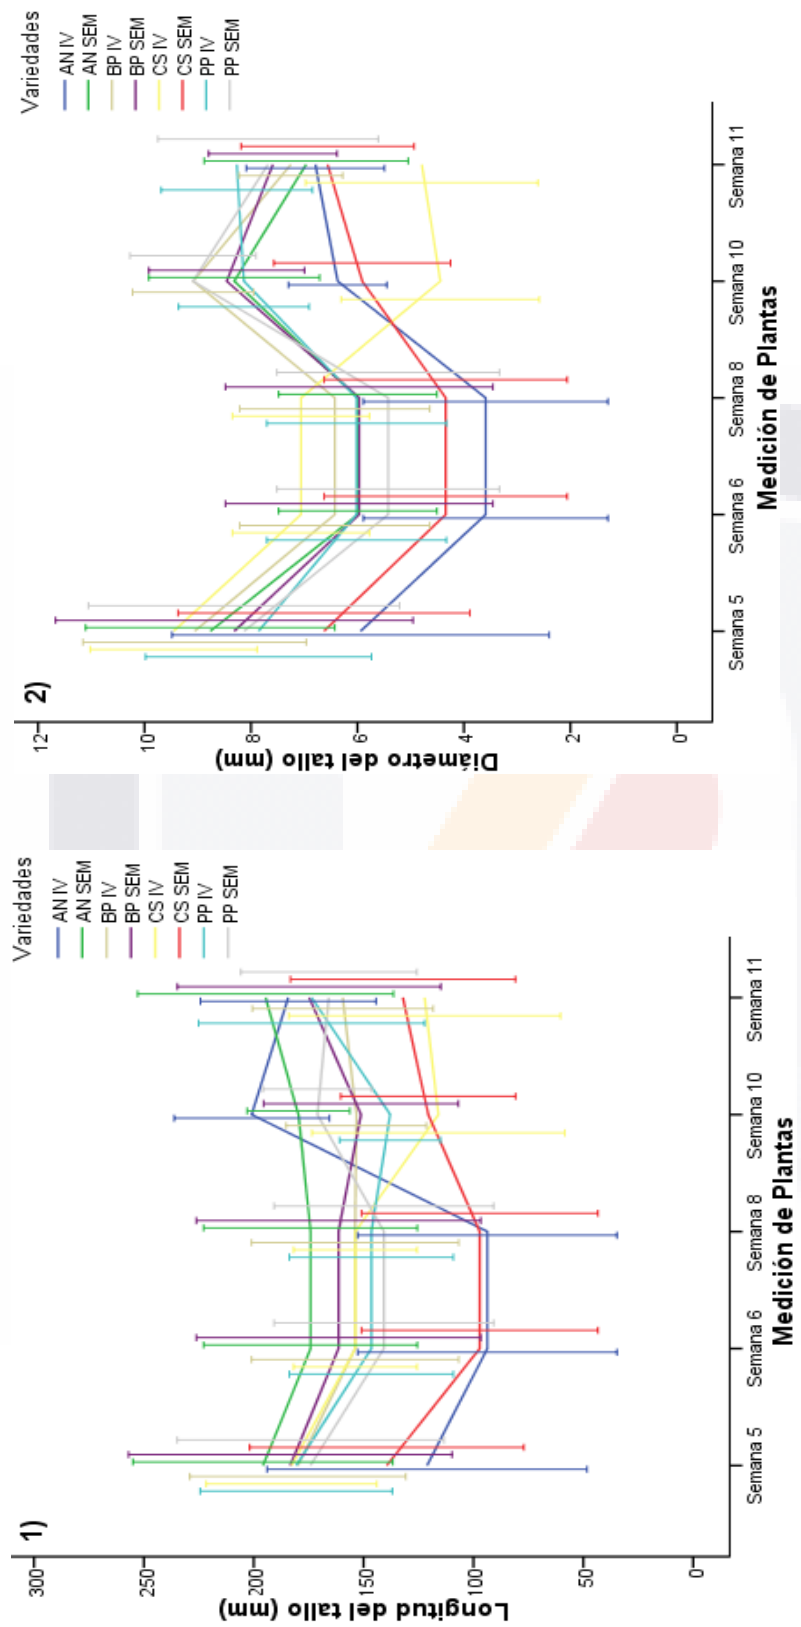 1)
Variedades
AN IV
AN SEM
BP IV
BP SEM
CS IV
CS SEM
PP IV
PP SEM
Longitud del tallo (mm)
300
250
200
150
100
50
0
Semana 5
Semana 6
Semana 8
Semana 10
Semana 11
Medición de Plantas
2)
Variedades
AN IV
AN SEM
BP IV
BP SEM
CS IV
CS SEM
PP IV
PP SEM
Diámetro del tallo (mm)
12
10
8
6
4
2
0
Semana 5
Semana 6
Semana 8
Semana 10
Semana 11
Medición de Plantas